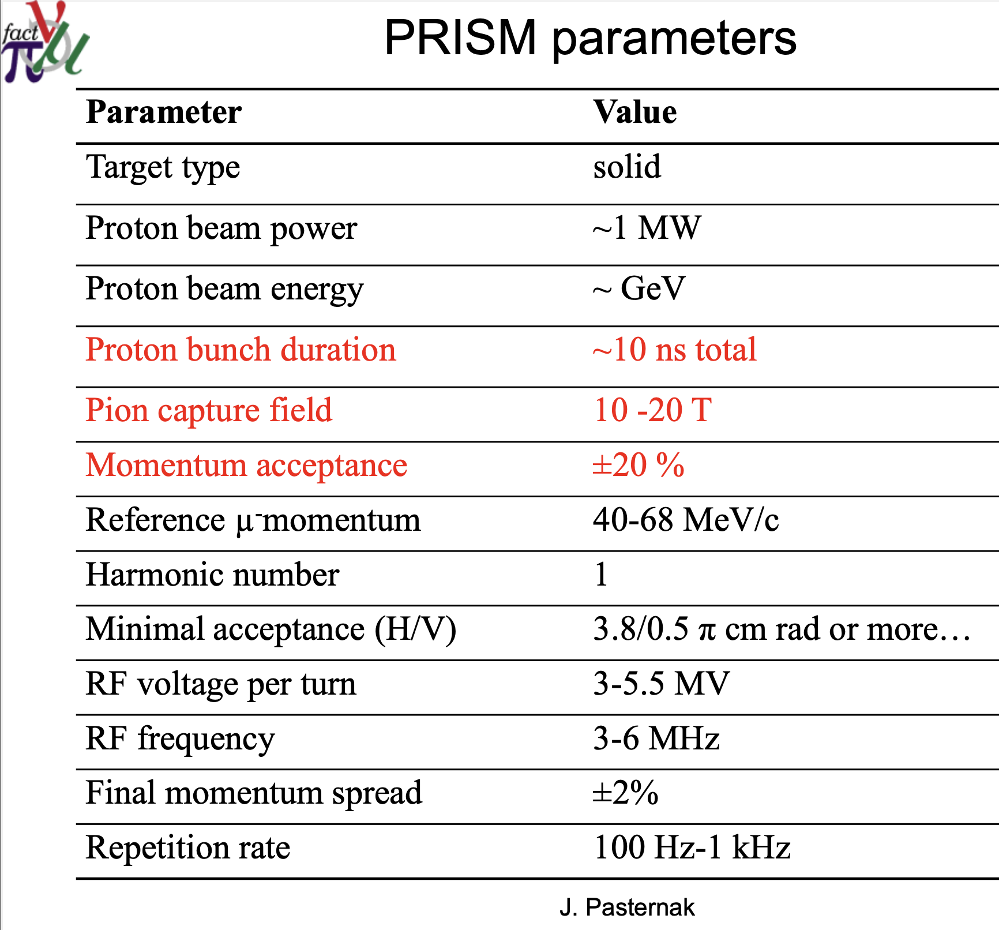 fact
νμπ
PRISM parameters
Parameter Value
Target type solid
Proton beam power ~1 MW
Proton beam energy ~ GeV
Proton bunch duration ~10 ns total
Pion capture field 10 -20 T
Momentum acceptance ±20 %
Reference µ⁻momentum 40-68 MeV/c
Harmonic number 1
Minimal acceptance (H/V) 3.8/0.5 π cm rad or more…
RF voltage per turn 3-5.5 MV
RF frequency 3-6 MHz
Final momentum spread ±2%
Repetition rate 100 Hz-1 kHz
J. Pasternak